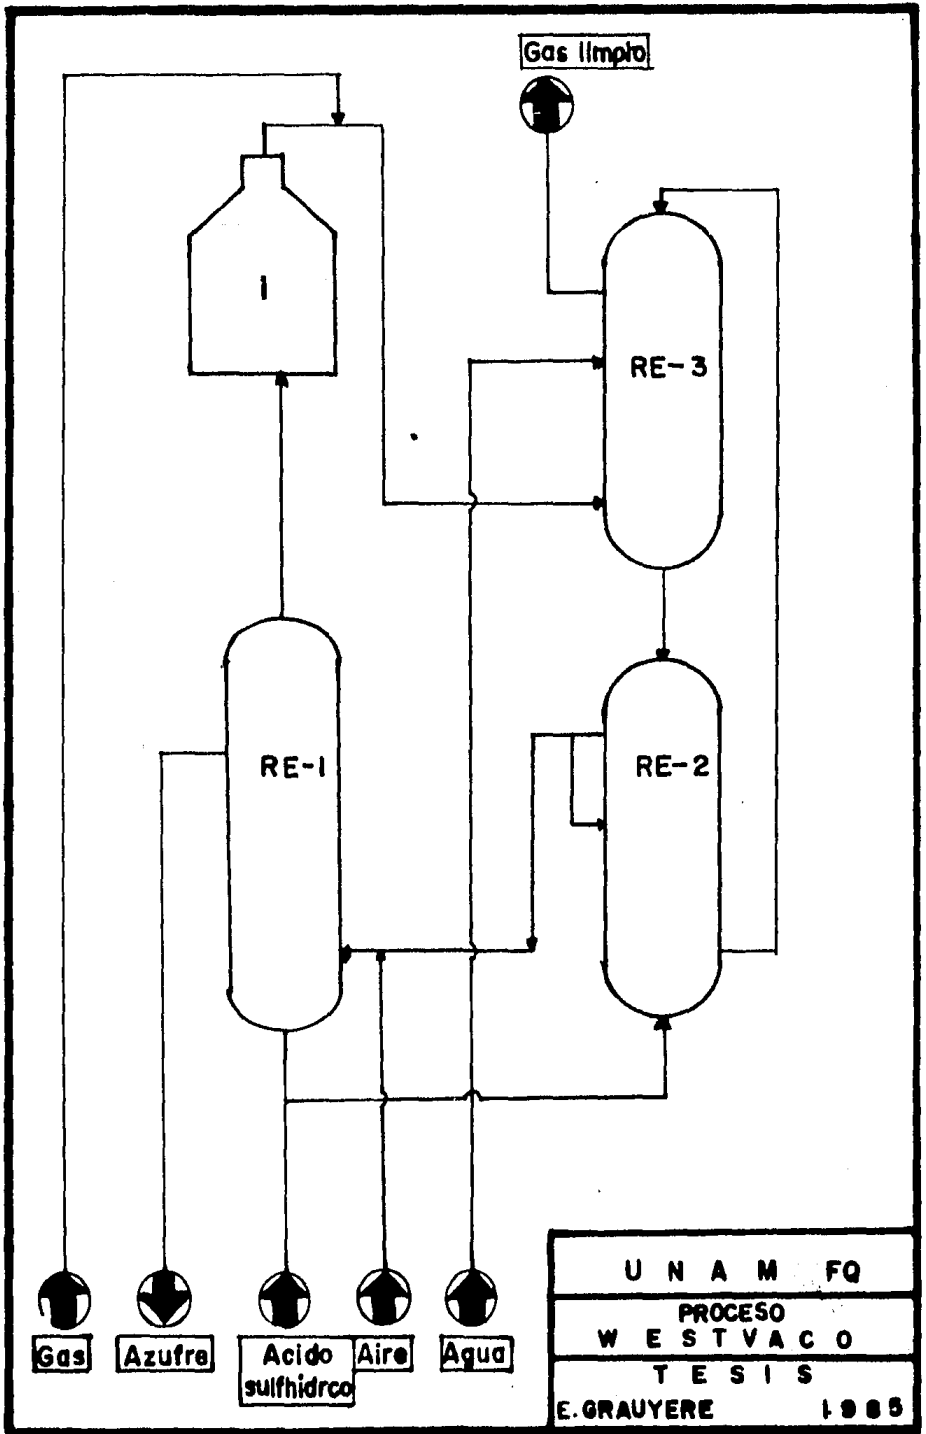 Gas limpio
i
RE-3
RE-1
RE-2
Gas
Azufre
Acido
sulfhidrco
Aire
Agua
U N A M FQ
PROCESO
W E S T V A C O
T E S I S
E. GRAUYERE 1985